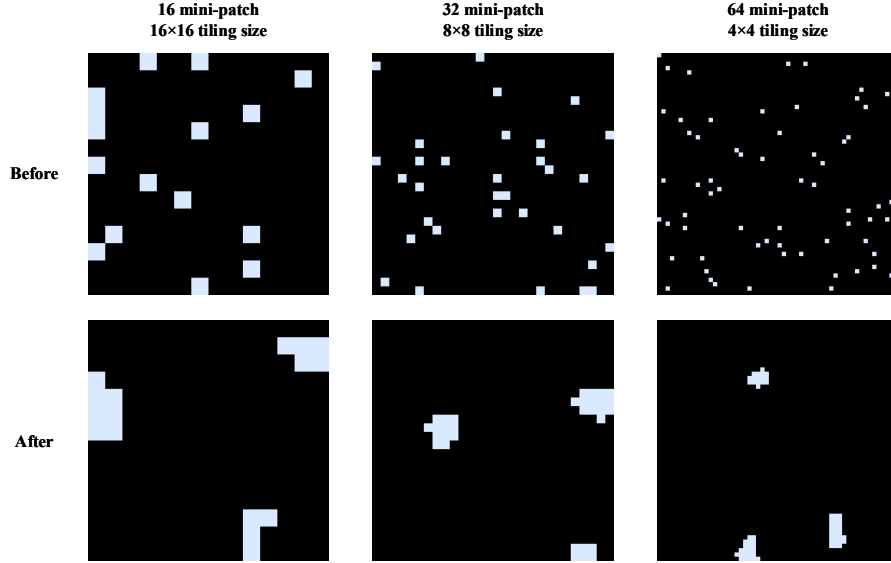 16 mini-patch
16×16 tiling size
32 mini-patch
8×8 tiling size
64 mini-patch
4×4 tiling size
Before
After